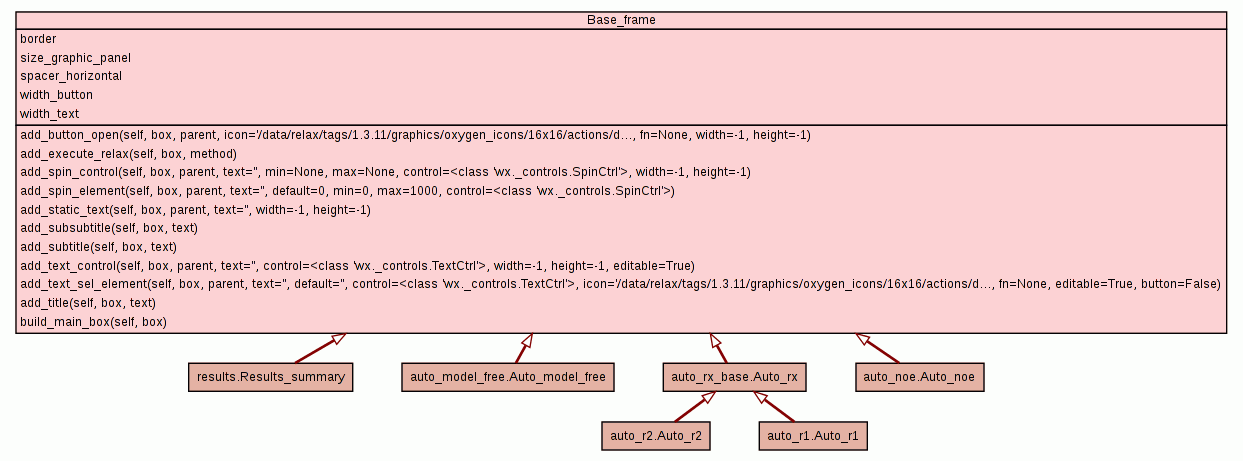 Base_frame
border
size_graphic_panel
spacer_horizontal
width_button
width_text
add_button_open(self, box, parent, icon='/data/relax/tags/1.3.11/graphics/oxygen_icons/16x16/actions/d..., fn=None, width=-1, height=-1)
add_execute_relax(self, box, method)
add_spin_control(self, box, parent, text='', min=None, max=None, control=<class 'wx._controls.SpinCtrl'>, width=-1, height=-1)
add_spin_element(self, box, parent, text='', default=0, min=0, max=1000, control=<class 'wx._controls.SpinCtrl'>)
add_static_text(self, box, parent, text='', width=-1, height=-1)
add_subsubtitle(self, box, text)
add_subtitle(self, box, text)
add_text_control(self, box, parent, text='', control=<class 'wx._controls.TextCtrl'>, width=-1, height=-1, editable=True)
add_text_sel_element(self, box, parent, text='', default='', control=<class 'wx._controls.TextCtrl'>, icon='/data/relax/tags/1.3.11/graphics/oxygen_icons/16x16/actions/d..., fn=None, editable=True, button=False)
add_title(self, box, text)
build_main_box(self, box)
results.Results_summary
auto_model_free.Auto_model_free
auto_rx_base.Auto_rx
auto_noe.Auto_noe
auto_r2.Auto_r2
auto_r1.Auto_r1